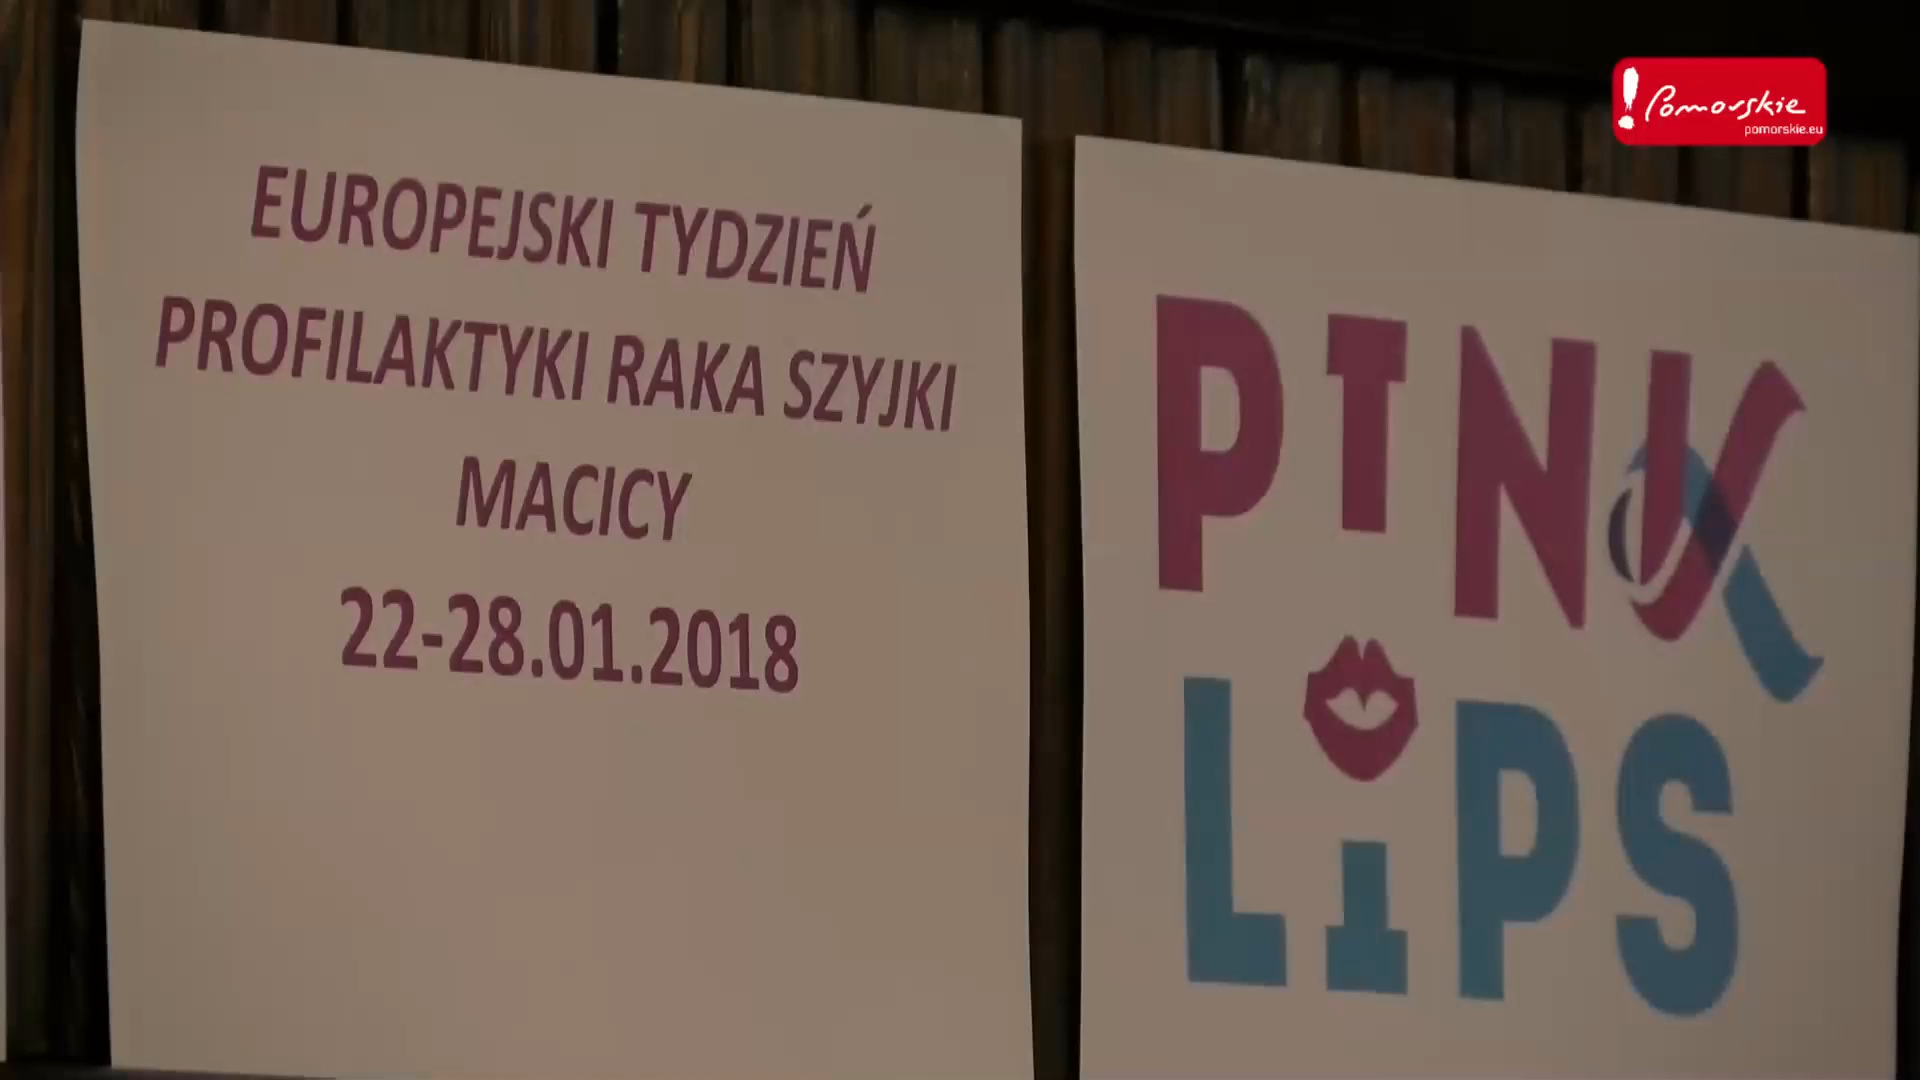 EUROPEJSKI TYDZIEŃ
PROFILAKTYKI RAKA SZYJKI
MACICY
22-28.01.2018
PINK
LIPS
!Pomorskie
pomorskie.eu